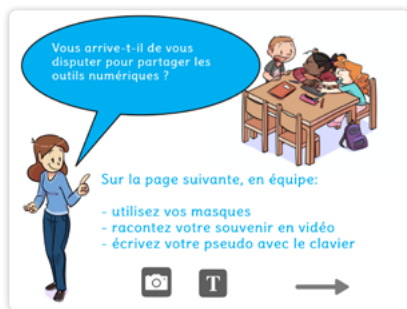 Vous arrive-t-il de vous
disputer pour partager les
outils numériques ?
Sur la page suivante, en équipe:
- utilisez vos masques
- racontez votre souvenir en vidéo
- écrivez votre pseudo avec le clavier
T